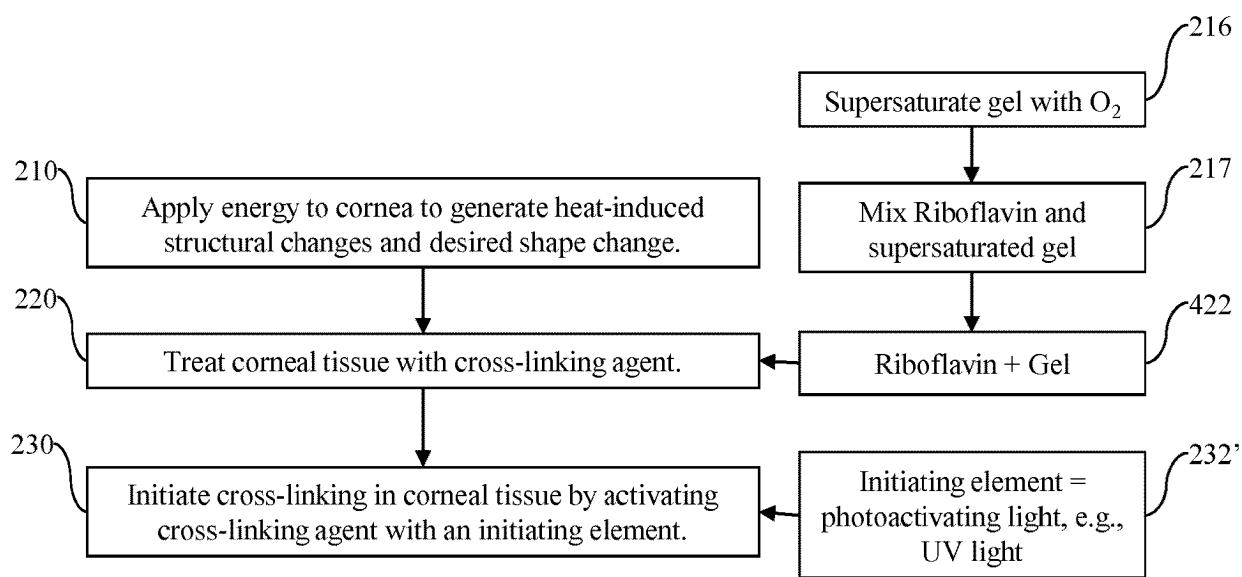 216
Supersaturate gel with O₂
210
217
Apply energy to cornea to generate heat-induced
structural changes and desired shape change.
Mix Riboflavin and
supersaturated gel
220
422
Treat corneal tissue with cross-linking agent.
Riboflavin + Gel
230
232’
Initiate cross-linking in corneal tissue by activating
cross-linking agent with an initiating element.
Initiating element =
photoactivating light, e.g.,
UV light